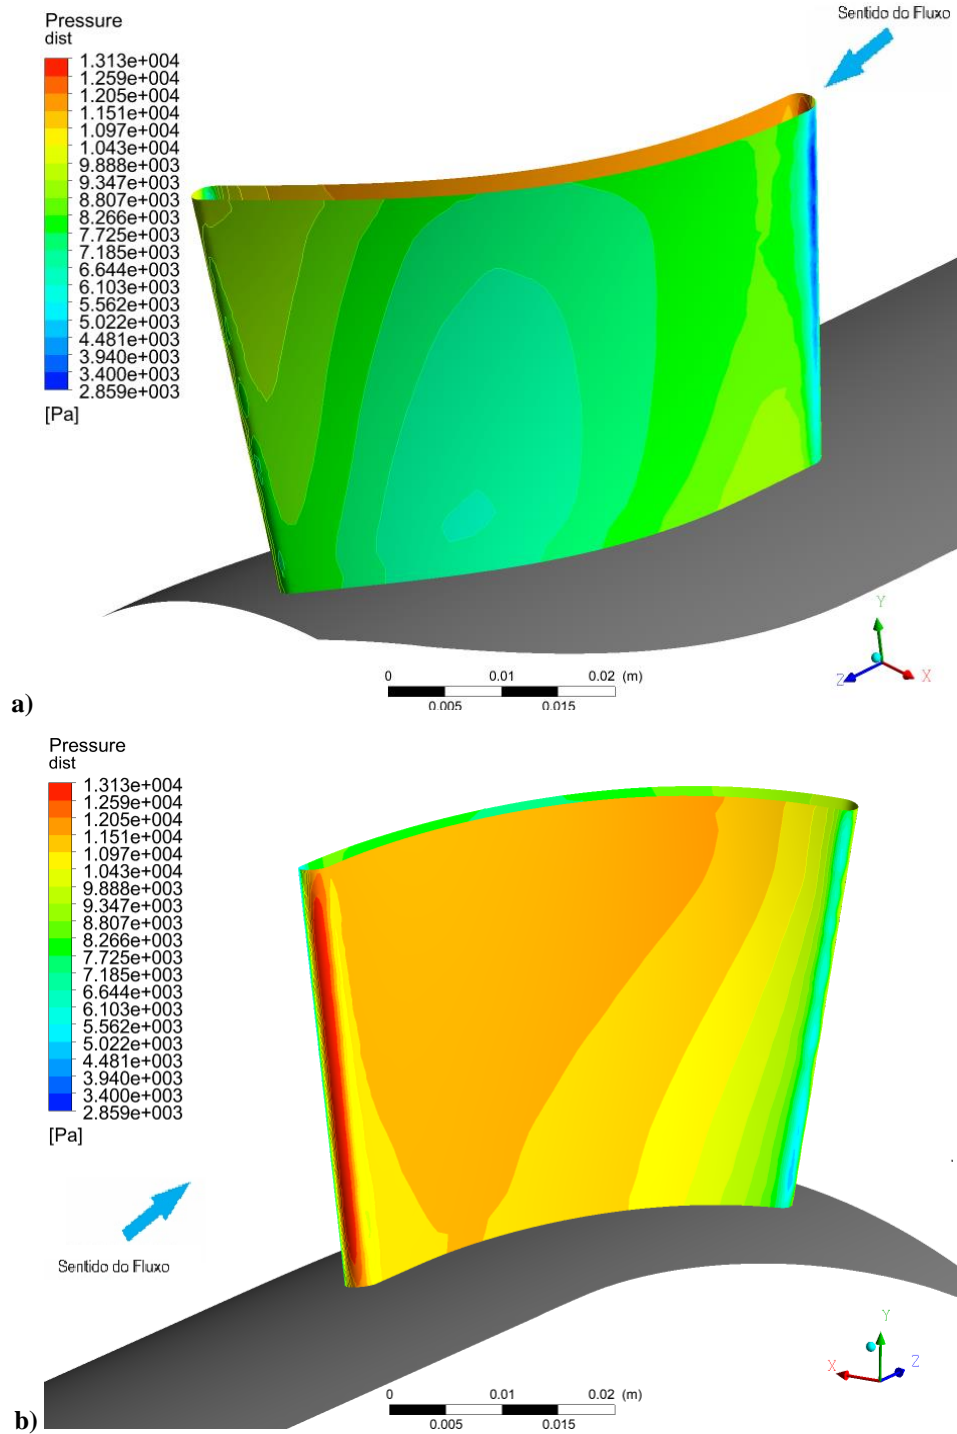 Sentido do Fluxo
Pressure
dist
1.313e+004
1.259e+004
1.205e+004
1.151e+004
1.097e+004
1.043e+004
9.888e+003
9.347e+003
8.807e+003
8.266e+003
7.725e+003
7.185e+003
6.644e+003
6.103e+003
5.562e+003
5.022e+003
4.481e+003
3.940e+003
3.400e+003
2.859e+003
[Pa]
Y
Z
X
0 0.01 0.02 (m)
0.005 0.015
a)
Pressure
dist
1.313e+004
1.259e+004
1.205e+004
1.151e+004
1.097e+004
1.043e+004
9.888e+003
9.347e+003
8.807e+003
8.266e+003
7.725e+003
7.185e+003
6.644e+003
6.103e+003
5.562e+003
5.022e+003
4.481e+003
3.940e+003
3.400e+003
2.859e+003
[Pa]
Sentido do Fluxo
Y
X
Z
0 0.01 0.02 (m)
0.005 0.015
b)